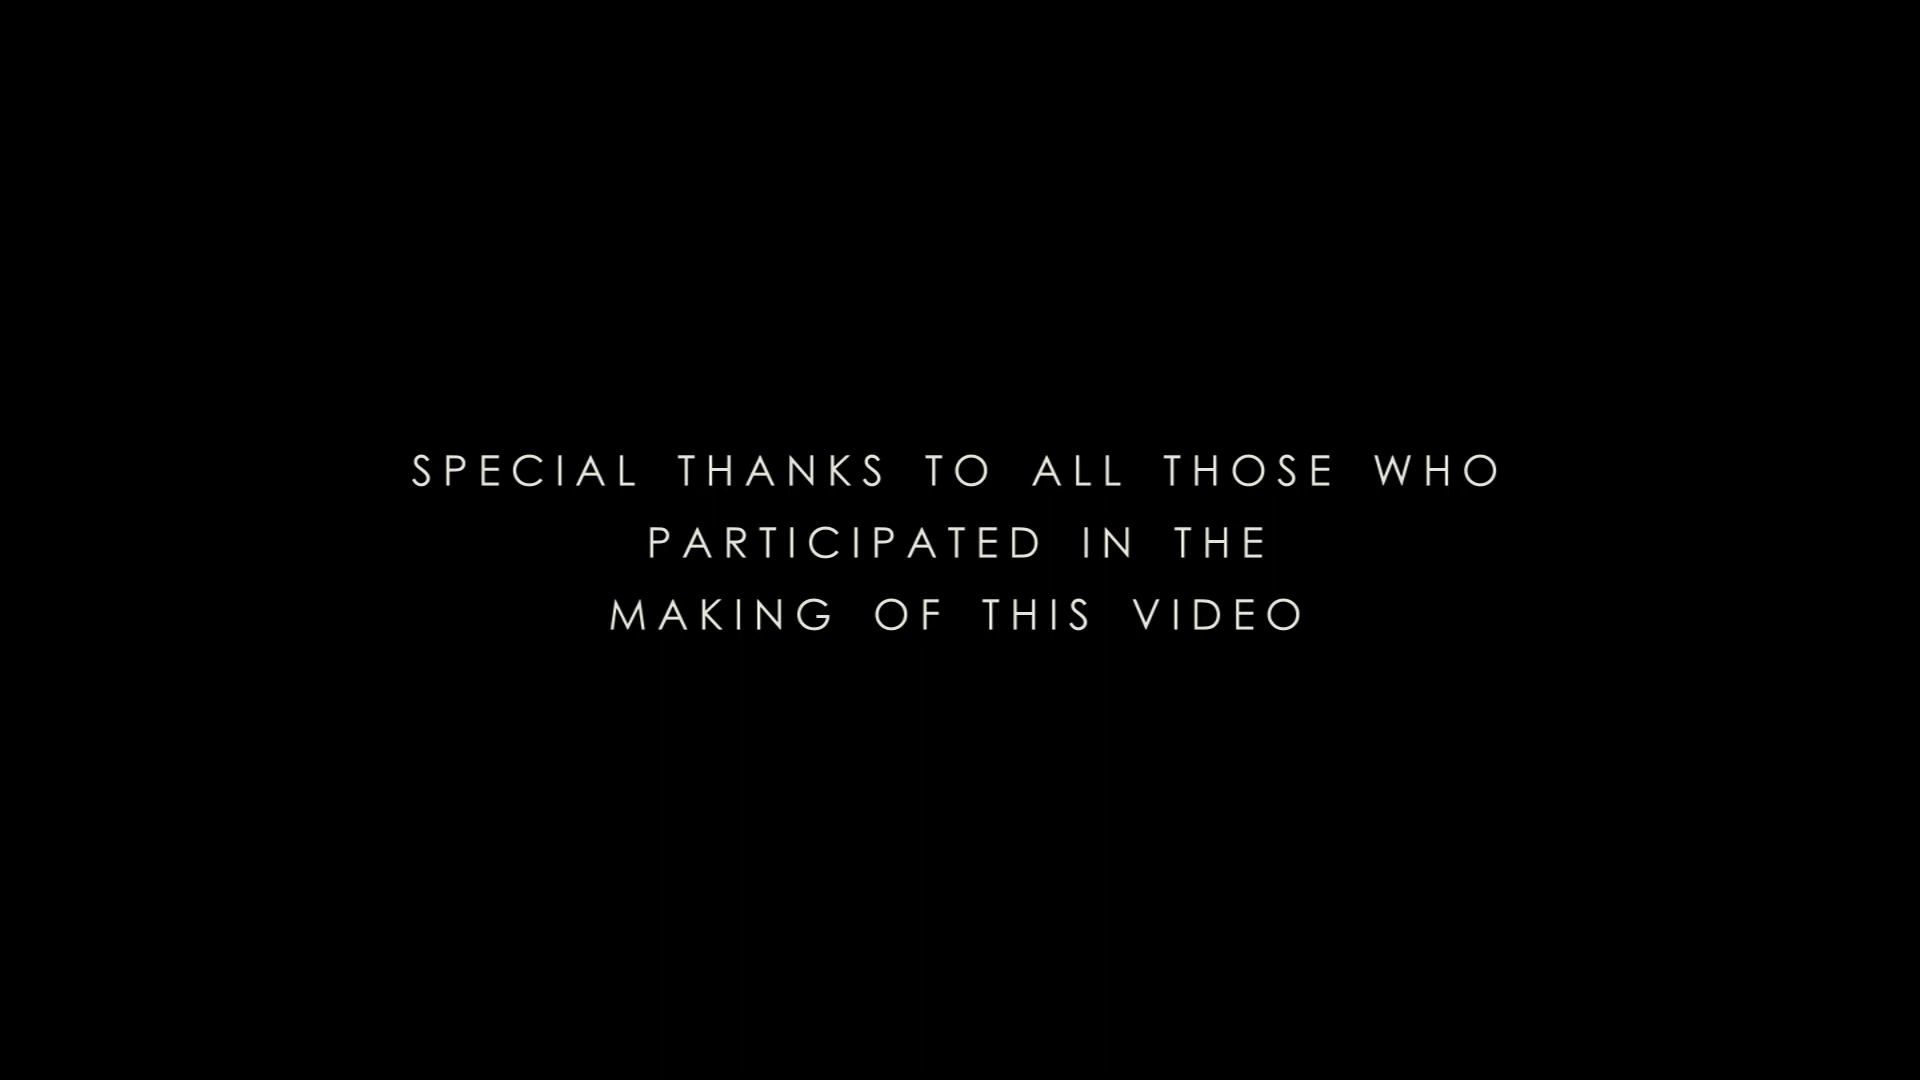 SPECIAL THANKS TO ALL THOSE WHO
PARTICIPATED IN THE
MAKING OF THIS VIDEO